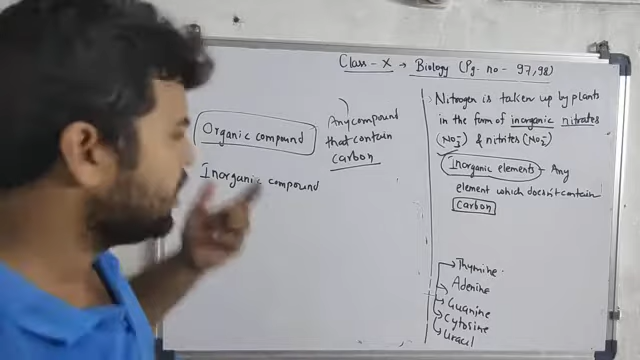 Class-X → Biology (Pg. no - 97,98)
Organic compound
Inorganic compound
Any compound
that contain
carbon
Nitrogen is taken up by plants
in the form of inorganic nitrates
(NO₃⁻) & nitrites (NO₂⁻)
Inorganic elements - Any
element which doesn't contain
carbon
Thymine
Adenine
Guanine
Cytosine
Uracil